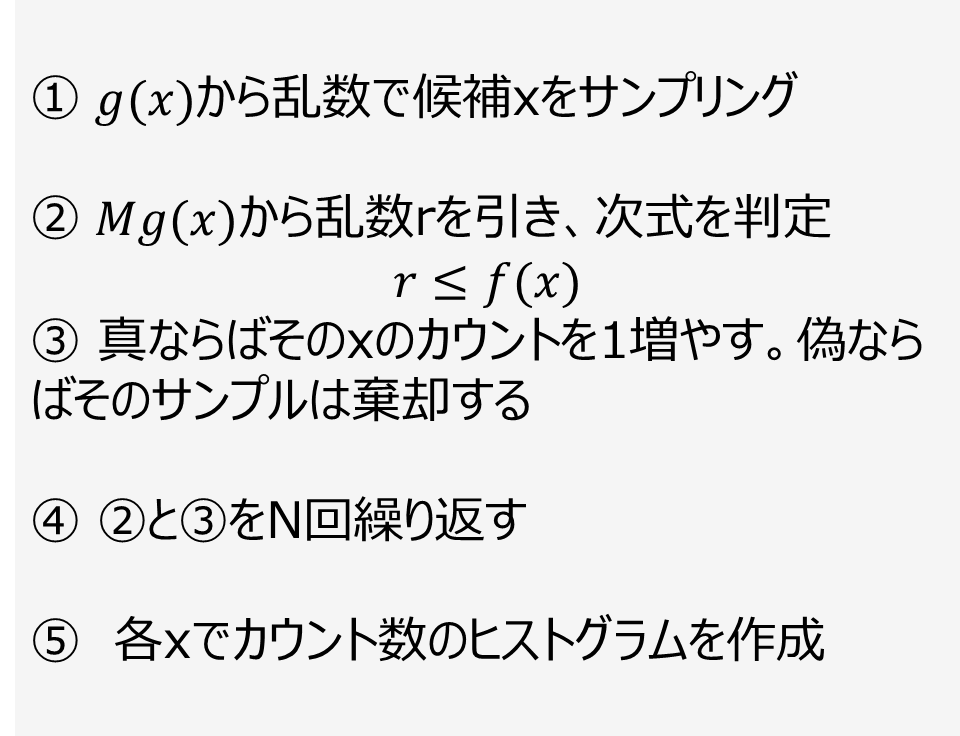 ① g(x)から乱数で候補xをサンプリング
② Mg(x)から乱数rを引き、次式を判定
r ≤ f(x)
③ 真ならばそのxのカウントを1増やす。偽なら
ばそのサンプルは棄却する
④ ②と③をN回繰り返す
⑤ 各xでカウント数のヒストグラムを作成